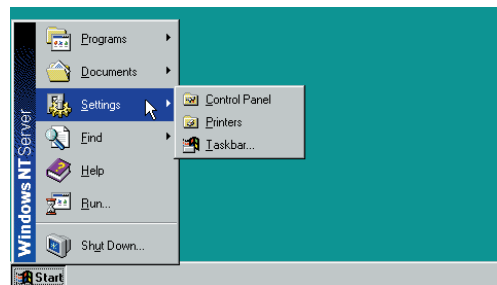 Programs
Documents
Settings
Find
Help
Run...
Shut Down...
Control Panel
Printers
Taskbar...
Windows NT Server
Start